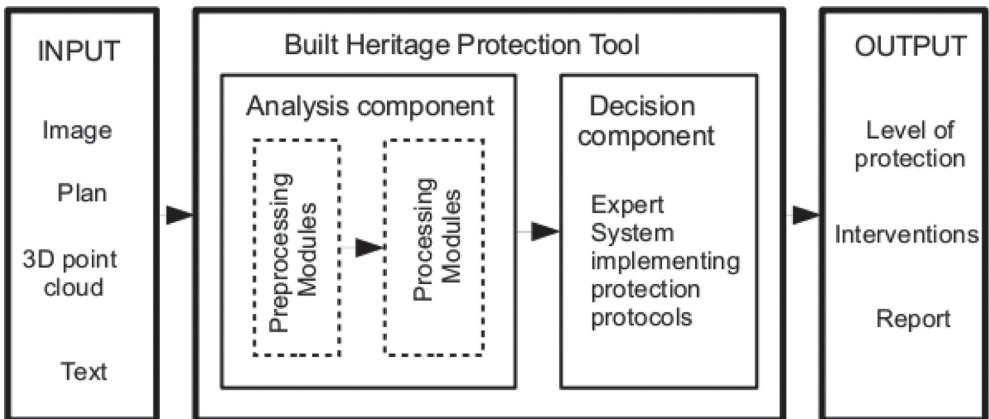 INPUT
Image
Plan
3D point
cloud
Text
Built Heritage Protection Tool
Analysis component
Preprocessing
Modules
Processing
Modules
Decision
component
Expert
System
implementing
protection
protocols
OUTPUT
Level of
protection
Interventions
Report